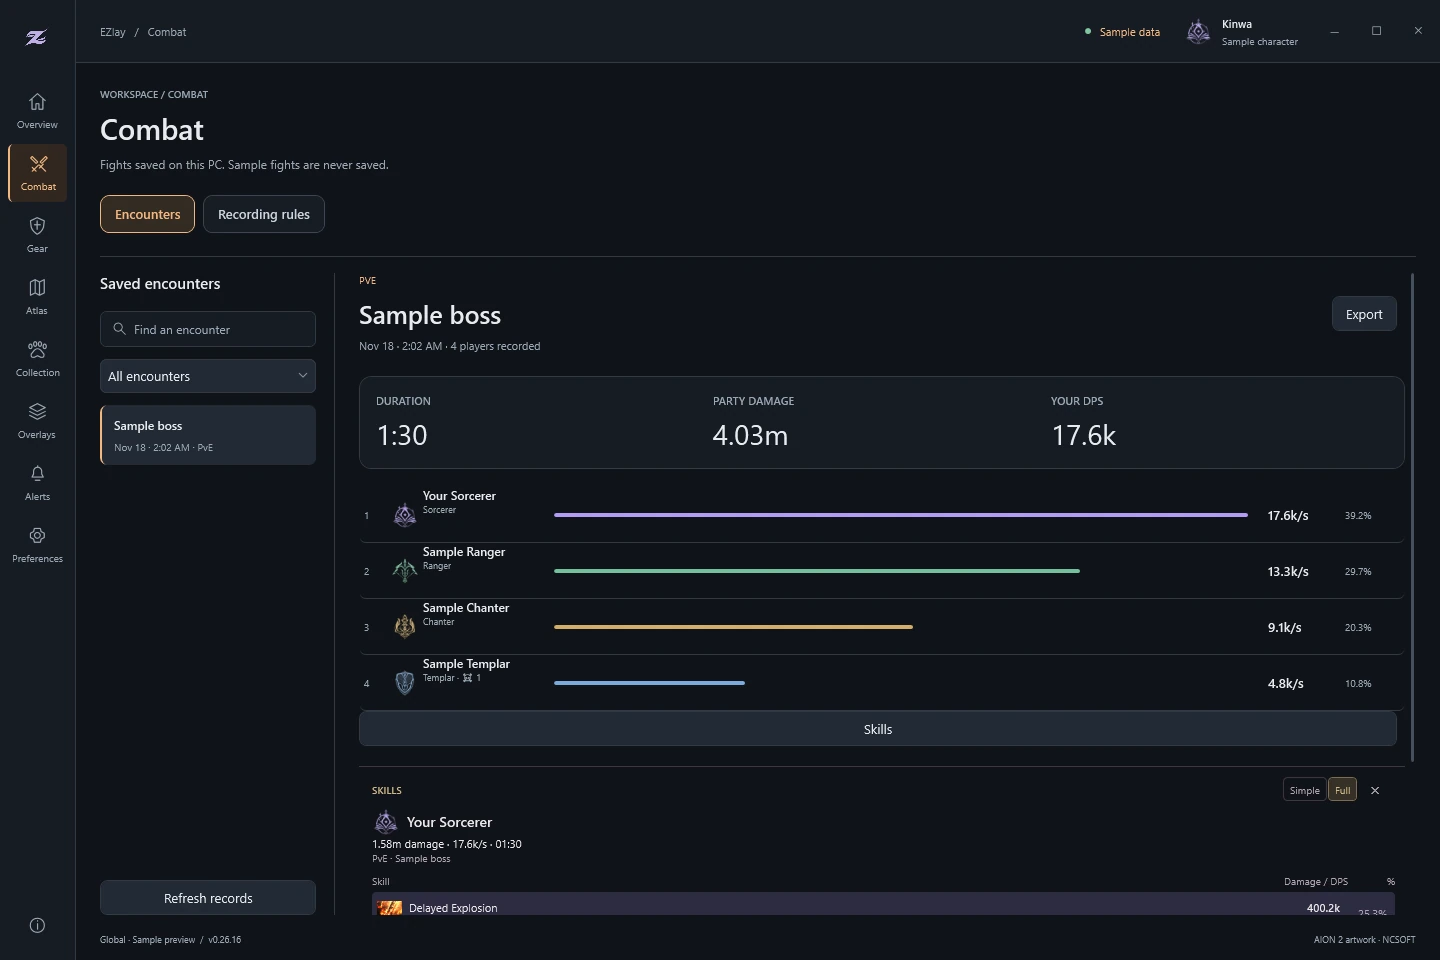 EZlay / Combat
Sample data
Kinwa
Sample character
Overview
Combat
Gear
Atlas
Collection
Overlays
Alerts
Preferences
WORKSPACE / COMBAT
Combat
Fights saved on this PC. Sample fights are never saved.
Encounters
Recording rules
Saved encounters
Find an encounter
All encounters
Sample boss
Nov 18 · 2:02 AM · PvE
Refresh records
PVE
Sample boss
Nov 18 · 2:02 AM · 4 players recorded
Export
DURATION
1:30
PARTY DAMAGE
4.03m
YOUR DPS
17.6k
1 Your Sorcerer 17.6k/s 39.2%
Sorcerer
2 Sample Ranger 13.3k/s 29.7%
Ranger
3 Sample Chanter 9.1k/s 20.3%
Chanter
4 Sample Templar 4.8k/s 10.8%
Templar · 1
Skills
SKILLS
Simple Full
Your Sorcerer
1.58m damage · 17.6k/s · 01:30
PvE · Sample boss
Skill Damage / DPS %
Delayed Explosion 400.2k 25.3%
Global · Sample preview / v0.26.16
AION 2 artwork · NCSOFT